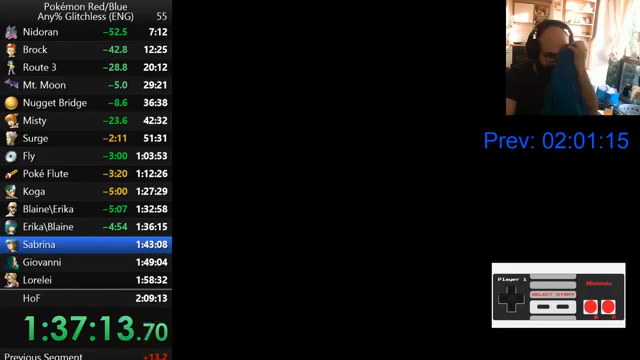 Pokémon Red/Blue
Any% Glitchless (ENG) 55
Nidoran −52.5 7:12
Brock −42.8 12:25
Route 3 −28.8 20:12
Mt. Moon −5.0 29:21
Nugget Bridge −8.6 36:38
Misty −23.6 42:32
Surge −2:11 51:31
Fly −3:00 1:03:53
Poké Flute −3:20 1:12:26
Koga −5:00 1:27:29
Blaine\Erika −5:07 1:32:58
Erika\Blaine −4:54 1:36:15
Sabrina 1:43:08
Giovanni 1:49:04
Lorelei 1:58:32
HoF 2:09:13
1:37:13.70
Previous Segment +13.2
Prev: 02:01:15
Player 1
Nintendo
SELECT START